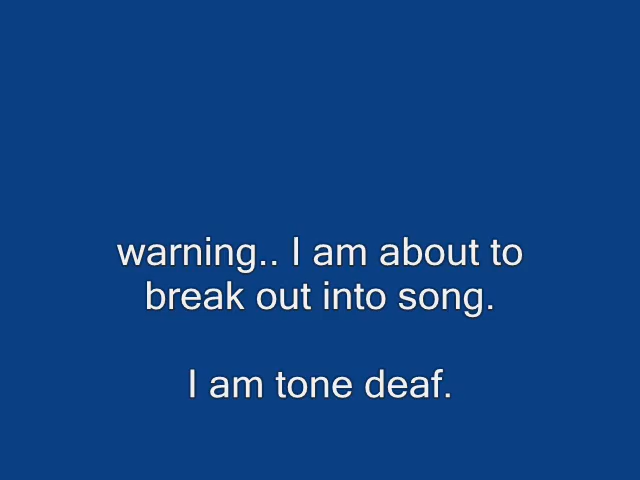 warning.. I am about to
break out into song.
I am tone deaf.